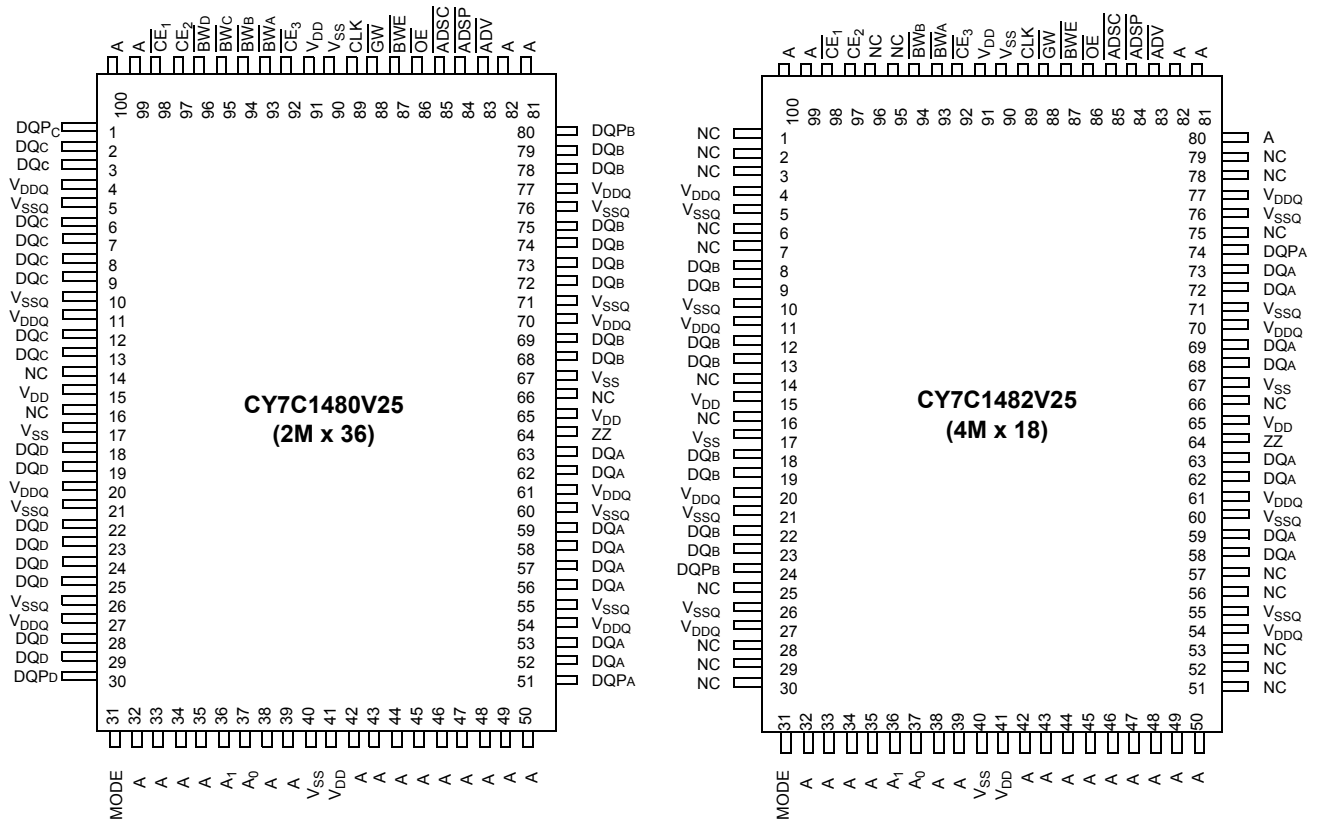 A A CE1 CE2 BWD BWC BWB BWA CE3 VDD VSS CLK GW BWE OE ADSC ADSP ADV A A
100 99 98 97 96 95 94 93 92 91 90 89 88 87 86 85 84 83 82 81
DQPC 1 80 DQPB
DQC 2 79 DQB
DQc 3 78 DQB
VDDQ 4 77 VDDQ
VSSQ 5 76 VSSQ
DQC 6 75 DQB
DQC 7 74 DQB
DQC 8 73 DQB
DQC 9 72 DQB
VSSQ 10 71 VSSQ
VDDQ 11 70 VDDQ
DQC 12 69 DQB
DQC 13 68 DQB
NC 14 67 VSS
VDD 15 66 NC
NC 16 65 VDD
VSS 17 64 ZZ
DQD 18 63 DQA
DQD 19 62 DQA
VDDQ 20 61 VDDQ
VSSQ 21 60 VSSQ
DQD 22 59 DQA
DQD 23 58 DQA
DQD 24 57 DQA
DQD 25 56 DQA
VSSQ 26 55 VSSQ
VDDQ 27 54 VDDQ
DQD 28 53 DQA
DQD 29 52 DQA
DQPD 30 51 DQPA
CY7C1480V25
(2M x 36)
31 32 33 34 35 36 37 38 39 40 41 42 43 44 45 46 47 48 49 50
MODE A A A A A1 A0 A A VSS VDD A A A A A A A A A
A A CE1 CE2 NC NC BWB BWA CE3 VDD VSS CLK GW BWE OE ADSC ADSP ADV A A
100 99 98 97 96 95 94 93 92 91 90 89 88 87 86 85 84 83 82 81
NC 1 80 A
NC 2 79 NC
NC 3 78 NC
VDDQ 4 77 VDDQ
VSSQ 5 76 VSSQ
NC 6 75 NC
NC 7 74 DQPA
DQB 8 73 DQA
DQB 9 72 DQA
VSSQ 10 71 VSSQ
VDDQ 11 70 VDDQ
DQB 12 69 DQA
DQB 13 68 DQA
NC 14 67 VSS
VDD 15 66 NC
NC 16 65 VDD
VSS 17 64 ZZ
DQB 18 63 DQA
DQB 19 62 DQA
VDDQ 20 61 VDDQ
VSSQ 21 60 VSSQ
DQB 22 59 DQA
DQB 23 58 DQA
DQPB 24 57 NC
NC 25 56 NC
VSSQ 26 55 VSSQ
VDDQ 27 54 VDDQ
NC 28 53 NC
NC 29 52 NC
NC 30 51 NC
CY7C1482V25
(4M x 18)
31 32 33 34 35 36 37 38 39 40 41 42 43 44 45 46 47 48 49 50
MODE A A A A A1 A0 A A VSS VDD A A A A A A A A A